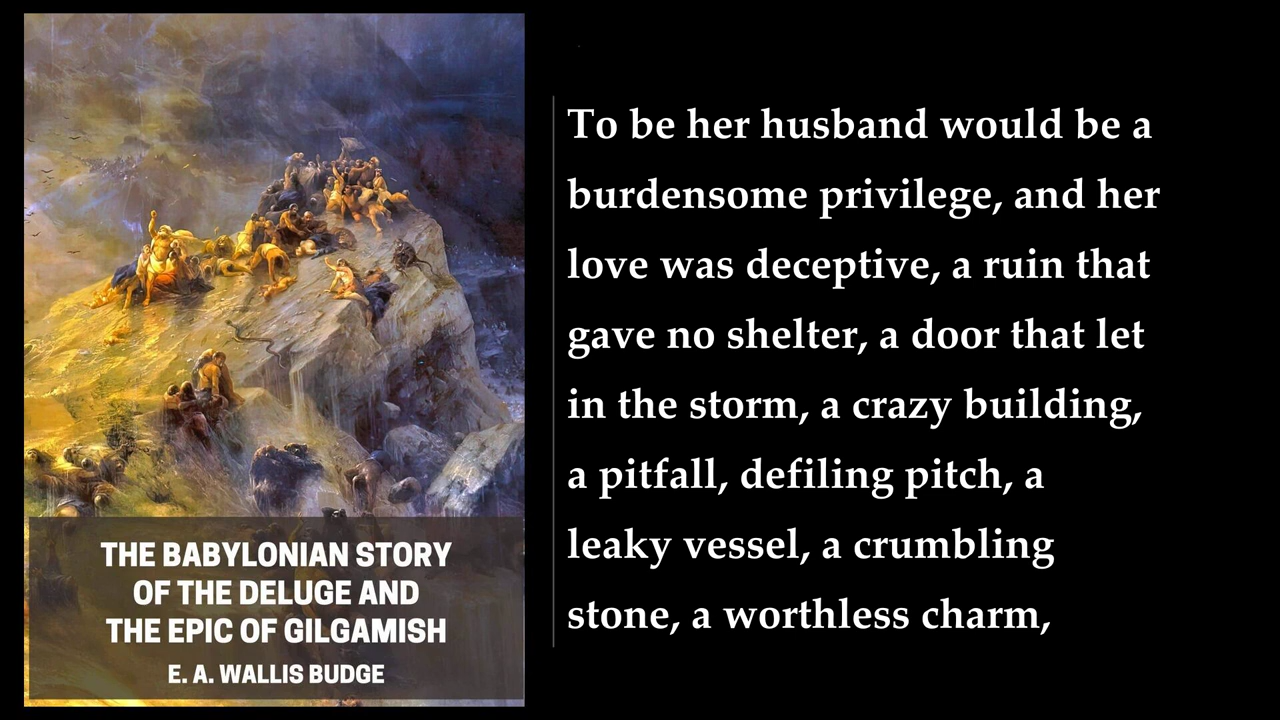 THE BABYLONIAN STORY
OF THE DELUGE AND
THE EPIC OF GILGAMISH
E. A. WALLIS BUDGE
To be her husband would be a
burdensome privilege, and her
love was deceptive, a ruin that
gave no shelter, a door that let
in the storm, a crazy building,
a pitfall, defiling pitch, a
leaky vessel, a crumbling
stone, a worthless charm,